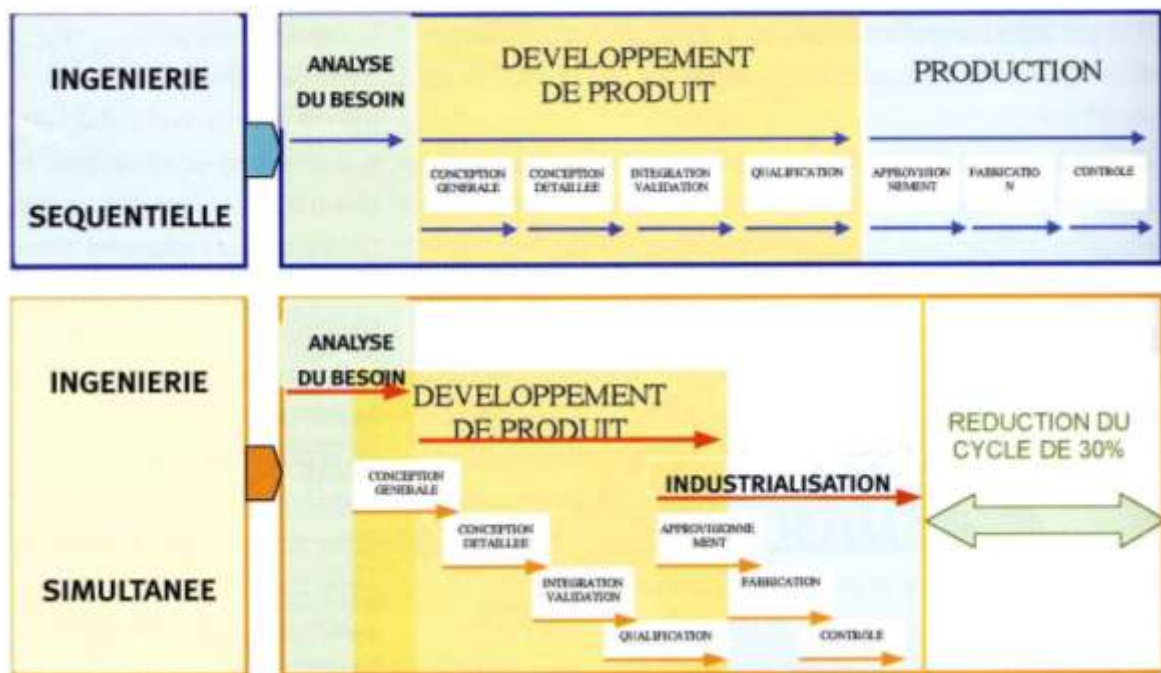 INGENIERIE
SEQUENTIELLE
ANALYSE
DU BESOIN
DEVELOPPEMENT
DE PRODUIT
PRODUCTION
CONCEPTION
GENERALE
CONCEPTION
DETAILLEE
INTEGRATION
VALIDATION
QUALIFICATION
APPROVISION
NEMENT
FABRICATIO
N
CONTROLE
INGENIERIE
SIMULTANEE
ANALYSE
DU BESOIN
DEVELOPPEMENT
DE PRODUIT
CONCEPTION
GENERALE
CONCEPTION
DETAILLEE
INTEGRATION
VALIDATION
QUALIFICATION
INDUSTRIALISATION
APPROVISIONNE
MENT
FABRICATION
CONTRÔLE
REDUCTION DU
CYCLE DE 30%